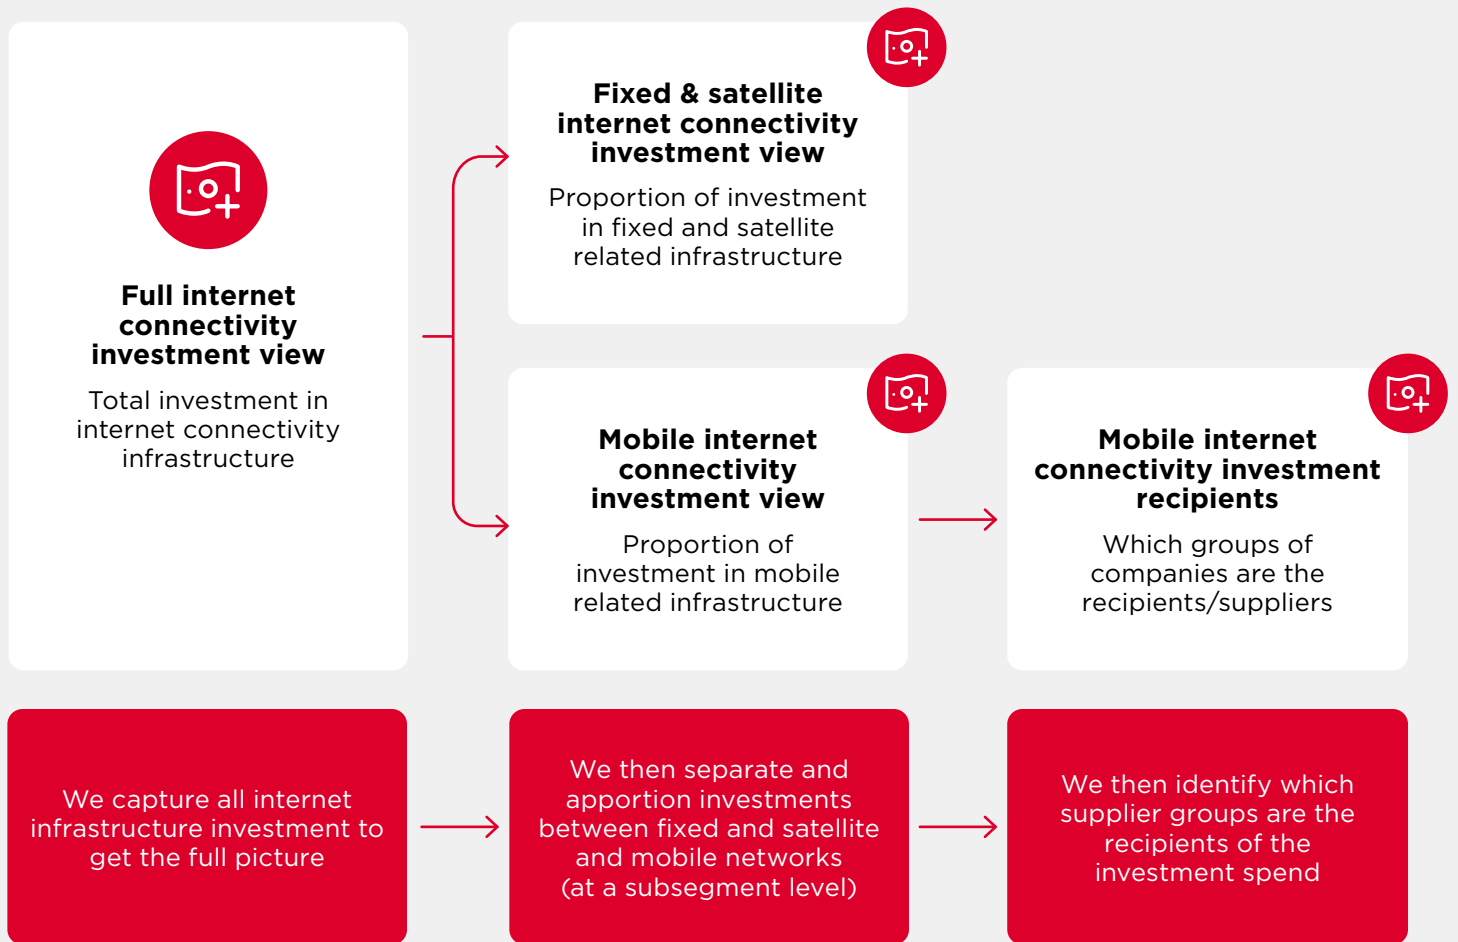 Full internet
connectivity
investment view
Total investment in
internet connectivity
infrastructure
Fixed & satellite
internet connectivity
investment view
Proportion of investment
in fixed and satellite
related infrastructure
Mobile internet
connectivity
investment view
Proportion of
investment in mobile
related infrastructure
Mobile internet
connectivity investment
recipients
Which groups of
companies are the
recipients/suppliers
We capture all internet
infrastructure investment to
get the full picture
We then separate and
apportion investments
between fixed and satellite
and mobile networks
(at a subsegment level)
We then identify which
supplier groups are the
recipients of the
investment spend